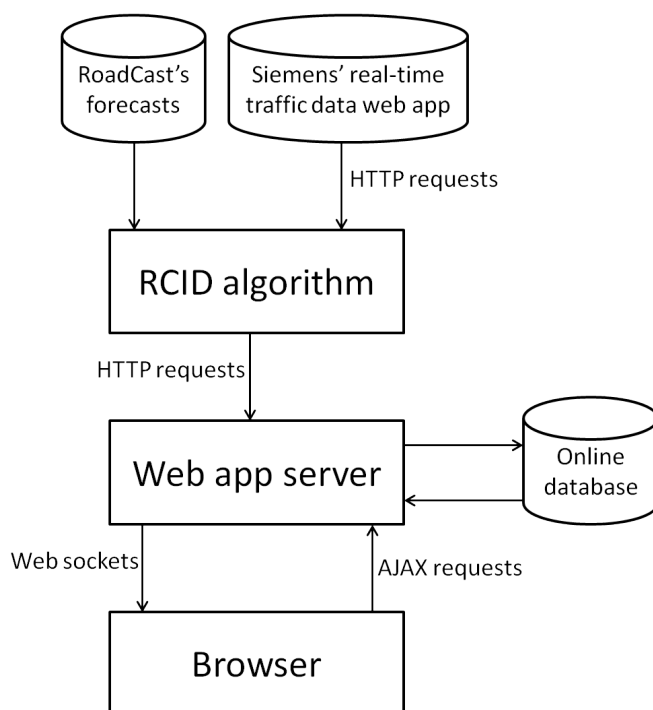 RoadCast's
forecasts
Siemens' real-time
traffic data web app
HTTP requests
RCID algorithm
HTTP requests
Web app server
Online
database
Web sockets
AJAX requests
Browser